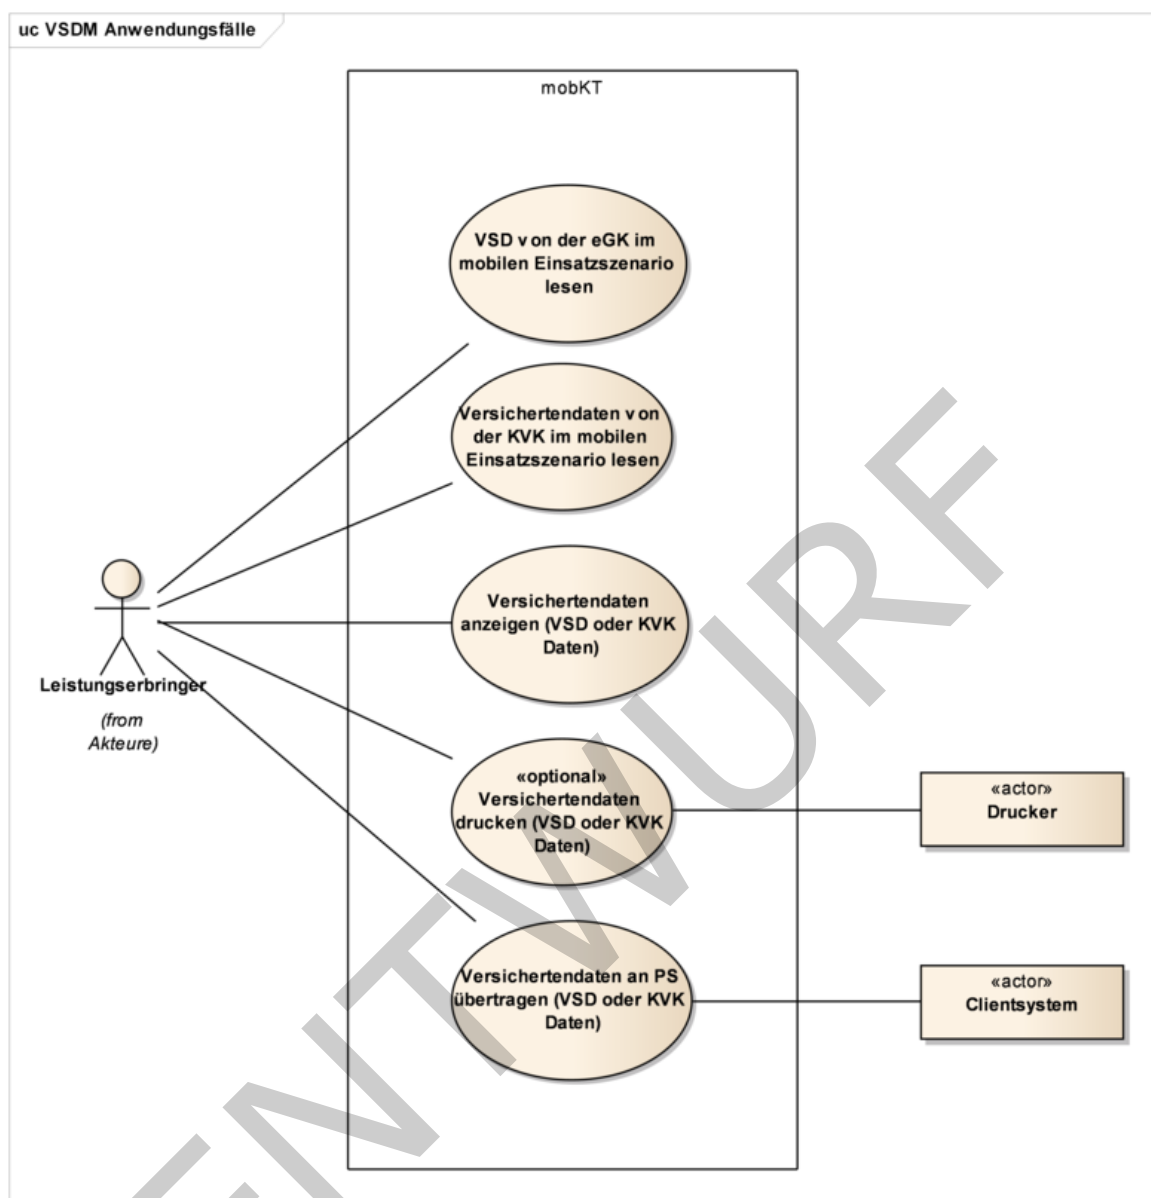 uc VSDM Anwendungsfälle
mobKT
VSD von der eGK im
mobilen Einsatzszenario
lesen
Versichertendaten von
der KVK im mobilen
Einsatzszenario lesen
Versichertendaten
anzeigen (VSD oder KVK
Daten)
Leistungserbringer
(from
Akteure)
«optional»
Versichertendaten
drucken (VSD oder KVK
Daten)
«actor»
Drucker
Versichertendaten an PS
übertragen (VSD oder KVK
Daten)
«actor»
Clientsystem
ENTWURF